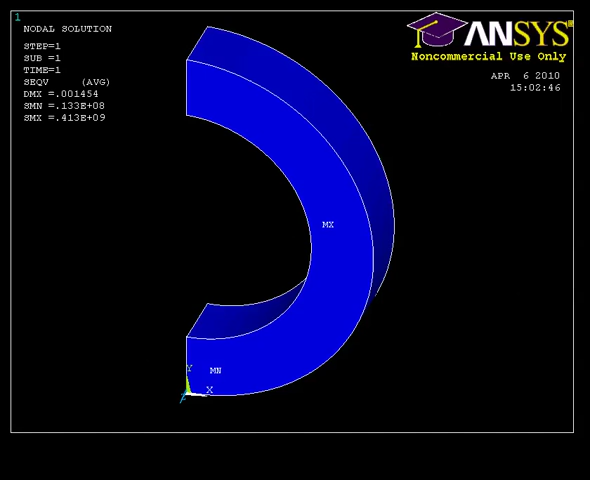 1
NODAL SOLUTION
STEP=1
SUB =1
TIME=1
SEQV (AVG)
DMX =.001454
SMN =.133E+08
SMX =.413E+09
ANSYS
Noncommercial Use Only
APR 6 2010
15:02:46
MX
MN
Y
X
Z